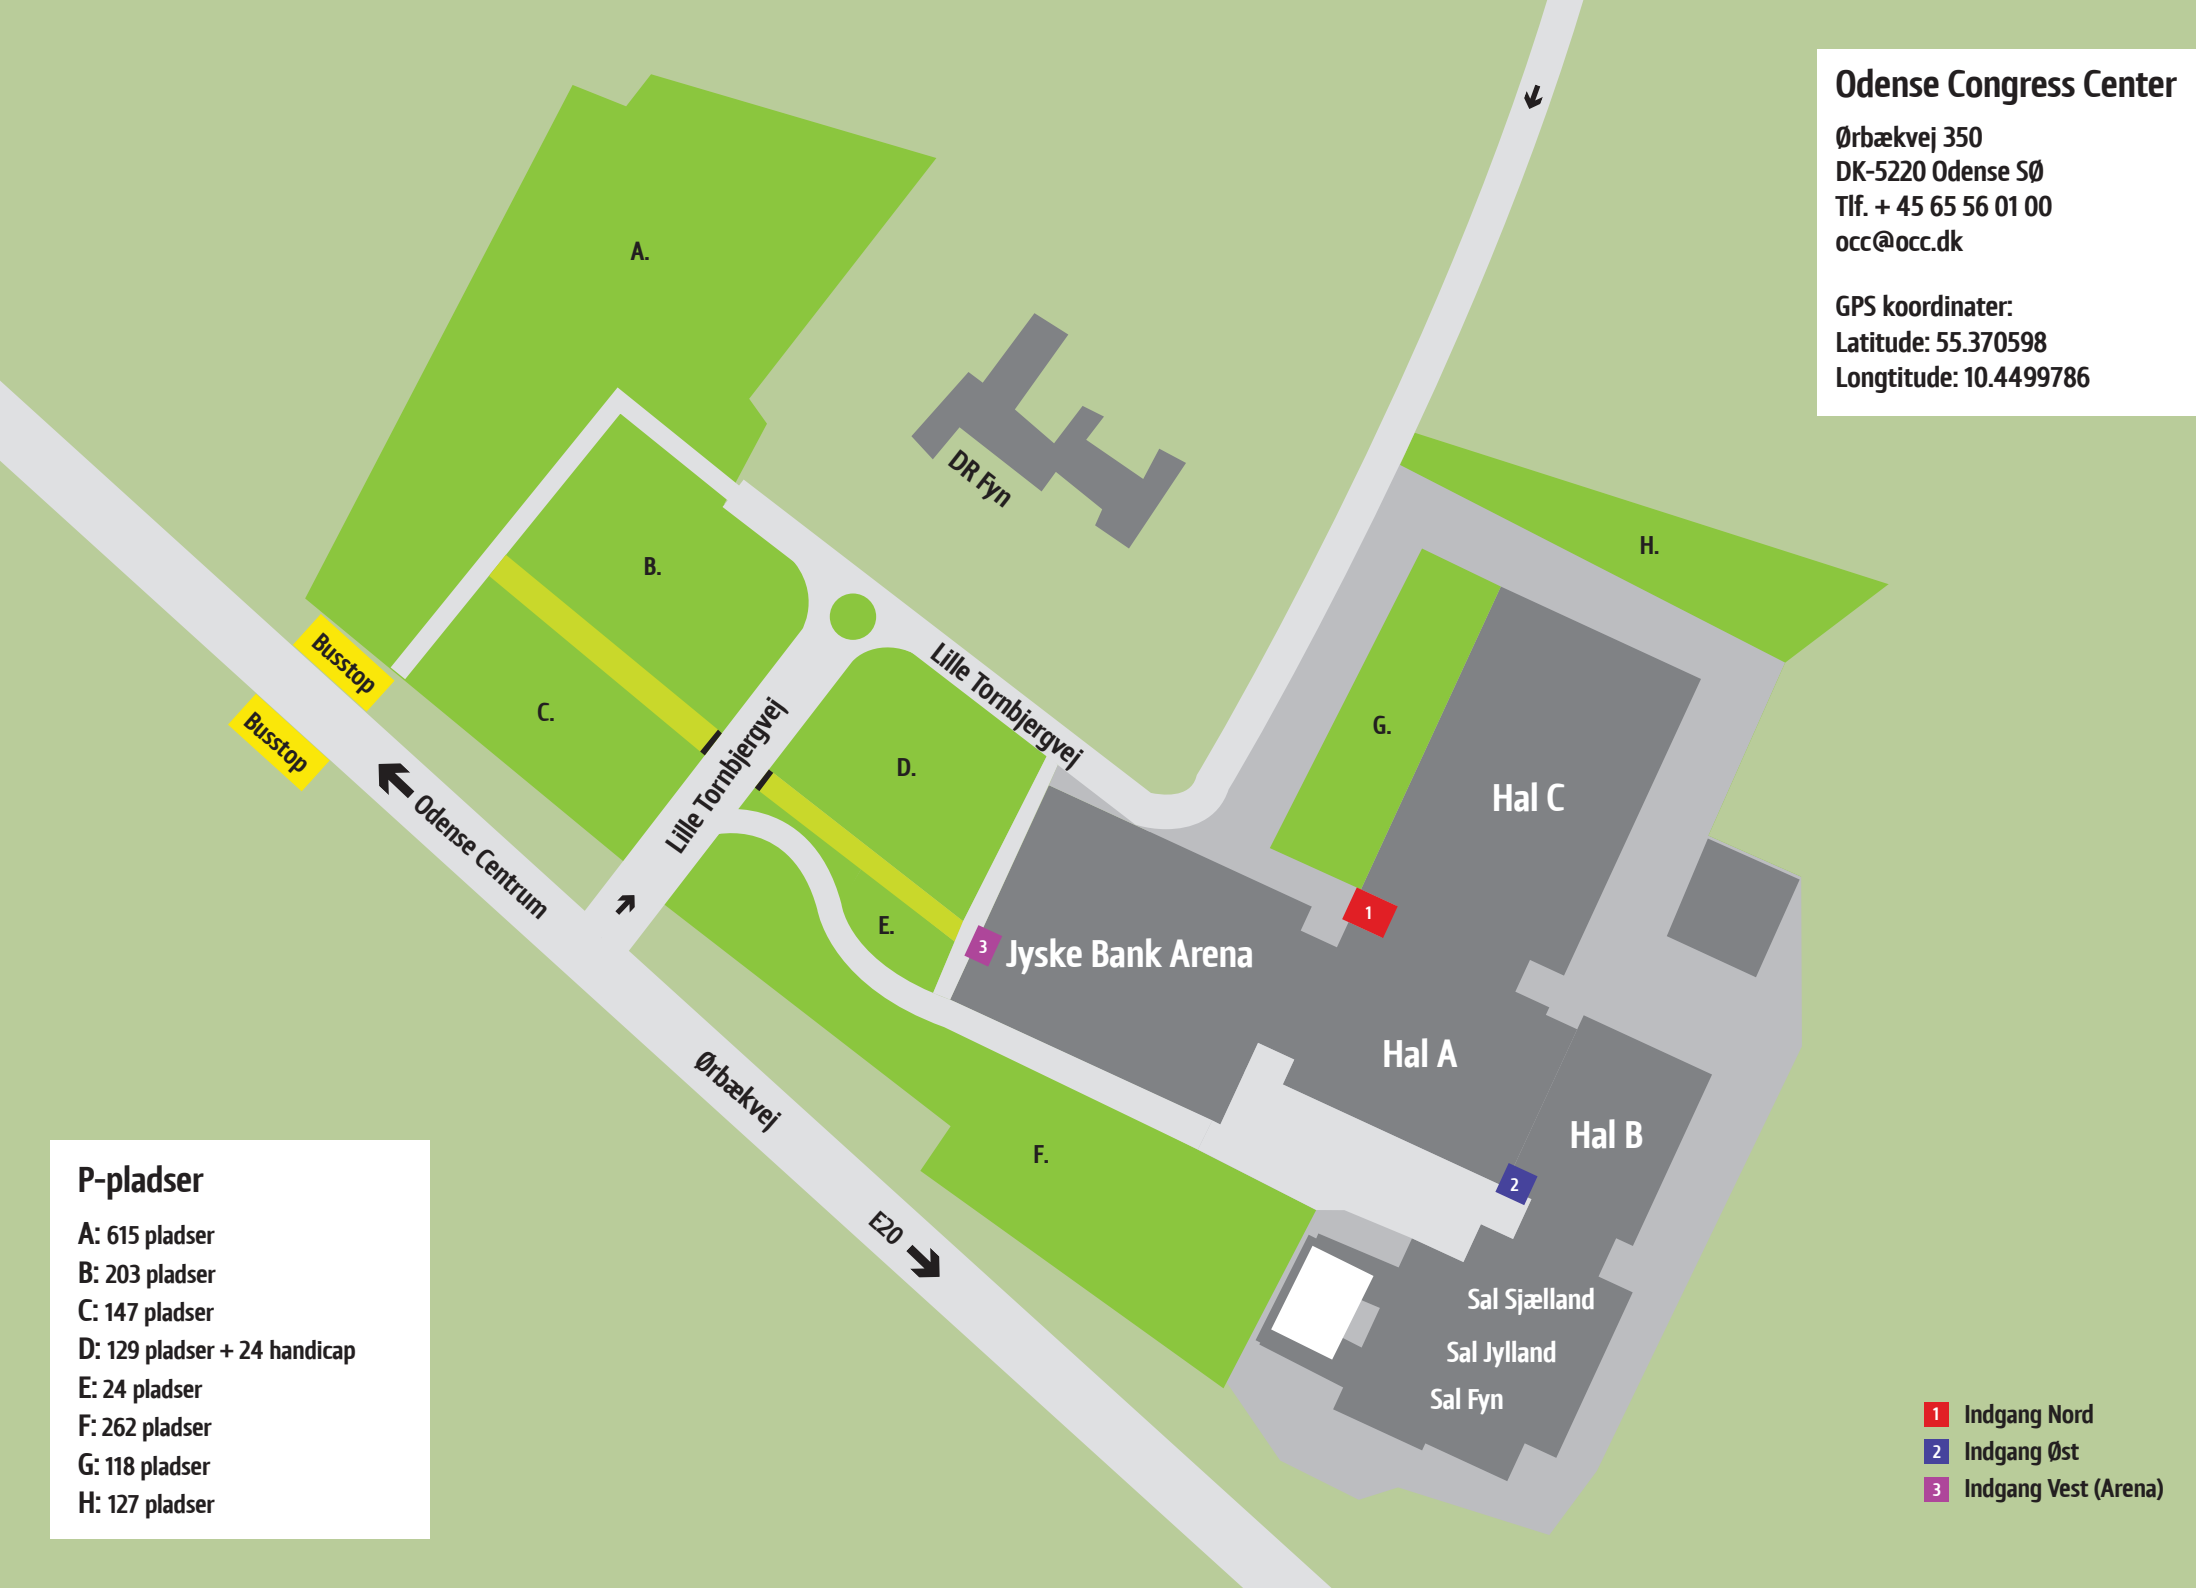 Odense Congress Center
Ørbækvej 350
DK-5220 Odense SØ
Tlf. + 45 65 56 01 00
occ@occ.dk
GPS koordinater:
Latitude: 55.370598
Longtitude: 10.4499786
A.
DR Fyn
H.
B.
Busstop
Lille Tornbjergvej
C.
Busstop
Lille Tornbjergvej
D.
G.
Hal C
Odense Centrum
1
E.
3
Jyske Bank Arena
Hal A
Ørbækvej
Hal B
F.
2
E20
Sal Sjælland
Sal Jylland
Sal Fyn
P-pladser
A: 615 pladser
B: 203 pladser
C: 147 pladser
D: 129 pladser + 24 handicap
E: 24 pladser
F: 262 pladser
G: 118 pladser
H: 127 pladser
1 Indgang Nord
2 Indgang Øst
3 Indgang Vest (Arena)